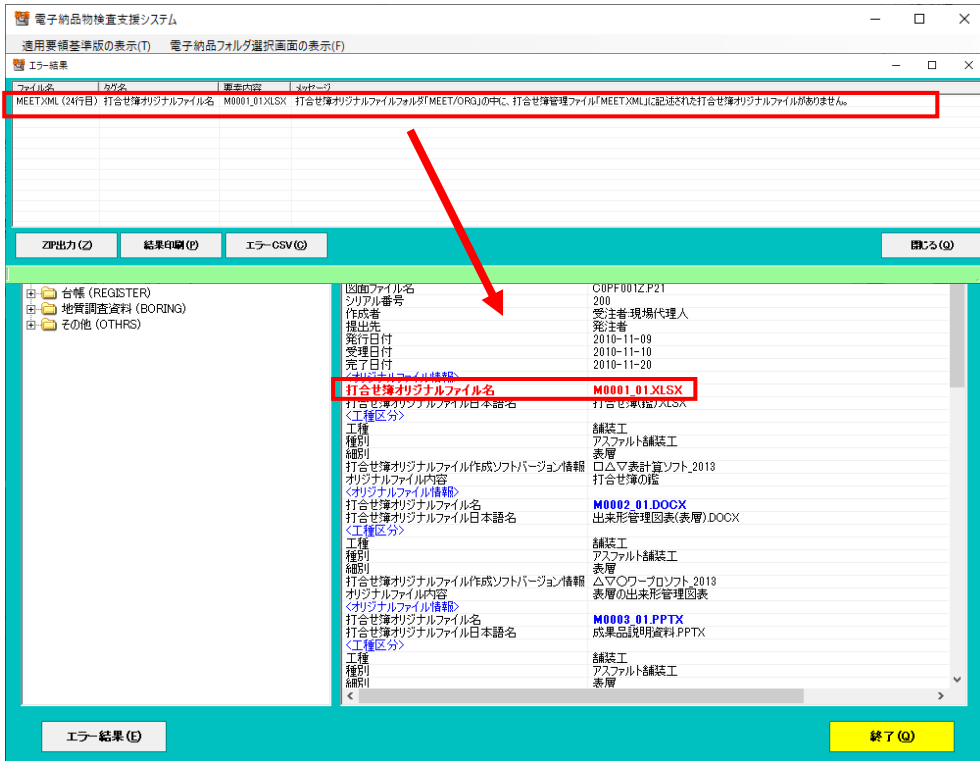 電子納品物検査支援システム
適用要領基準版の表示(T) 電子納品フォルダ選択画面の表示(F)
エラー結果
ファイル名 タグ名 要素内容 メッセージ
MEET.XML (24行目) 打合せ簿オリジナルファイル名 M0001_01.XLSX 打合せ簿オリジナルファイルフォルダ「MEET/ORG」の中に、打合せ簿管理ファイル「MEET.XML」に記述された打合せ簿オリジナルファイルがありません。
ZIP出力(Z) 結果印刷(P) エラーCSV(C) 閉じる(Q)
台帳 (REGISTER)
地質調査資料 (BORING)
その他 (OTHRS)
図面ファイル名 C0PF001Z.P21
シリアル番号 200
作成者 受注者:現場代理人
提出先 発注者
発行日付 2010-11-09
受理日付 2010-11-10
完了日付 2010-11-20
<オリジナルファイル情報>
打合せ簿オリジナルファイル名 M0001_01.XLSX
打合せ簿オリジナルファイル日本語名 打合せ簿(鑑).XLSX
<工種区分>
工種 舗装工
種別 アスファルト舗装工
細別 表層
打合せ簿オリジナルファイル作成ソフトバージョン情報 ロ△▽表計算ソフト_2013
オリジナルファイル内容 打合せ簿の鑑
<オリジナルファイル情報>
打合せ簿オリジナルファイル名 M0002_01.DOCX
打合せ簿オリジナルファイル日本語名 出来形管理図表(表層).DOCX
<工種区分>
工種 舗装工
種別 アスファルト舗装工
細別 表層
打合せ簿オリジナルファイル作成ソフトバージョン情報 △▽○ワープロソフト_2013
オリジナルファイル内容 表層の出来形管理図表
<オリジナルファイル情報>
打合せ簿オリジナルファイル名 M0003_01.PPTX
打合せ簿オリジナルファイル日本語名 成果品説明資料.PPTX
<工種区分>
工種 舗装工
種別 アスファルト舗装工
細別 表層
エラー結果(E) 終了(Q)